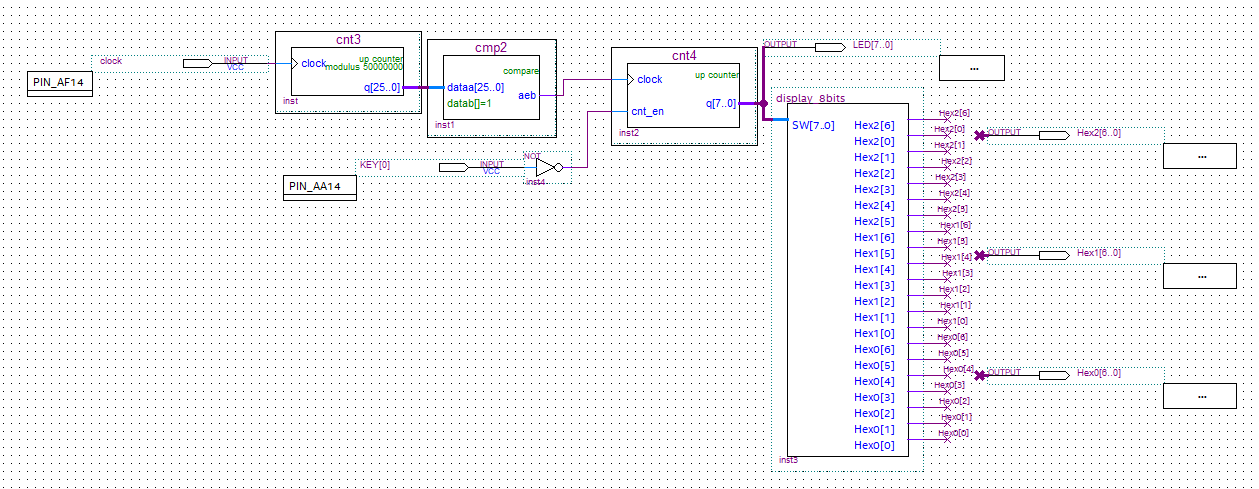 cnt3
clock
INPUT
VCC
PIN_AF14
clock
up counter
modulus 50000000
q[25..0]
inst
cmp2
compare
dataa[25..0]
aeb
datab[]=1
inst1
cnt4
clock
up counter
cnt_en
q[7..0]
inst2
KEY[0]
INPUT
VCC
PIN_AA14
NOT
inst4
OUTPUT
LED[7..0]
...
display_8bits
SW[7..0]
Hex2[6]
Hex2[0]
Hex2[1]
Hex2[2]
Hex2[3]
Hex2[4]
Hex2[5]
Hex1[6]
Hex1[5]
Hex1[4]
Hex1[3]
Hex1[2]
Hex1[1]
Hex1[0]
Hex0[6]
Hex0[5]
Hex0[4]
Hex0[3]
Hex0[2]
Hex0[1]
Hex0[0]
inst3
Hex2[6]
Hex2[0]
Hex2[1]
Hex2[2]
Hex2[3]
Hex2[4]
Hex2[5]
Hex1[6]
Hex1[5]
Hex1[4]
Hex1[3]
Hex1[2]
Hex1[1]
Hex1[0]
Hex0[6]
Hex0[5]
Hex0[4]
Hex0[3]
Hex0[2]
Hex0[1]
Hex0[0]
OUTPUT
Hex2[6..0]
...
OUTPUT
Hex1[6..0]
...
OUTPUT
Hex0[6..0]
...